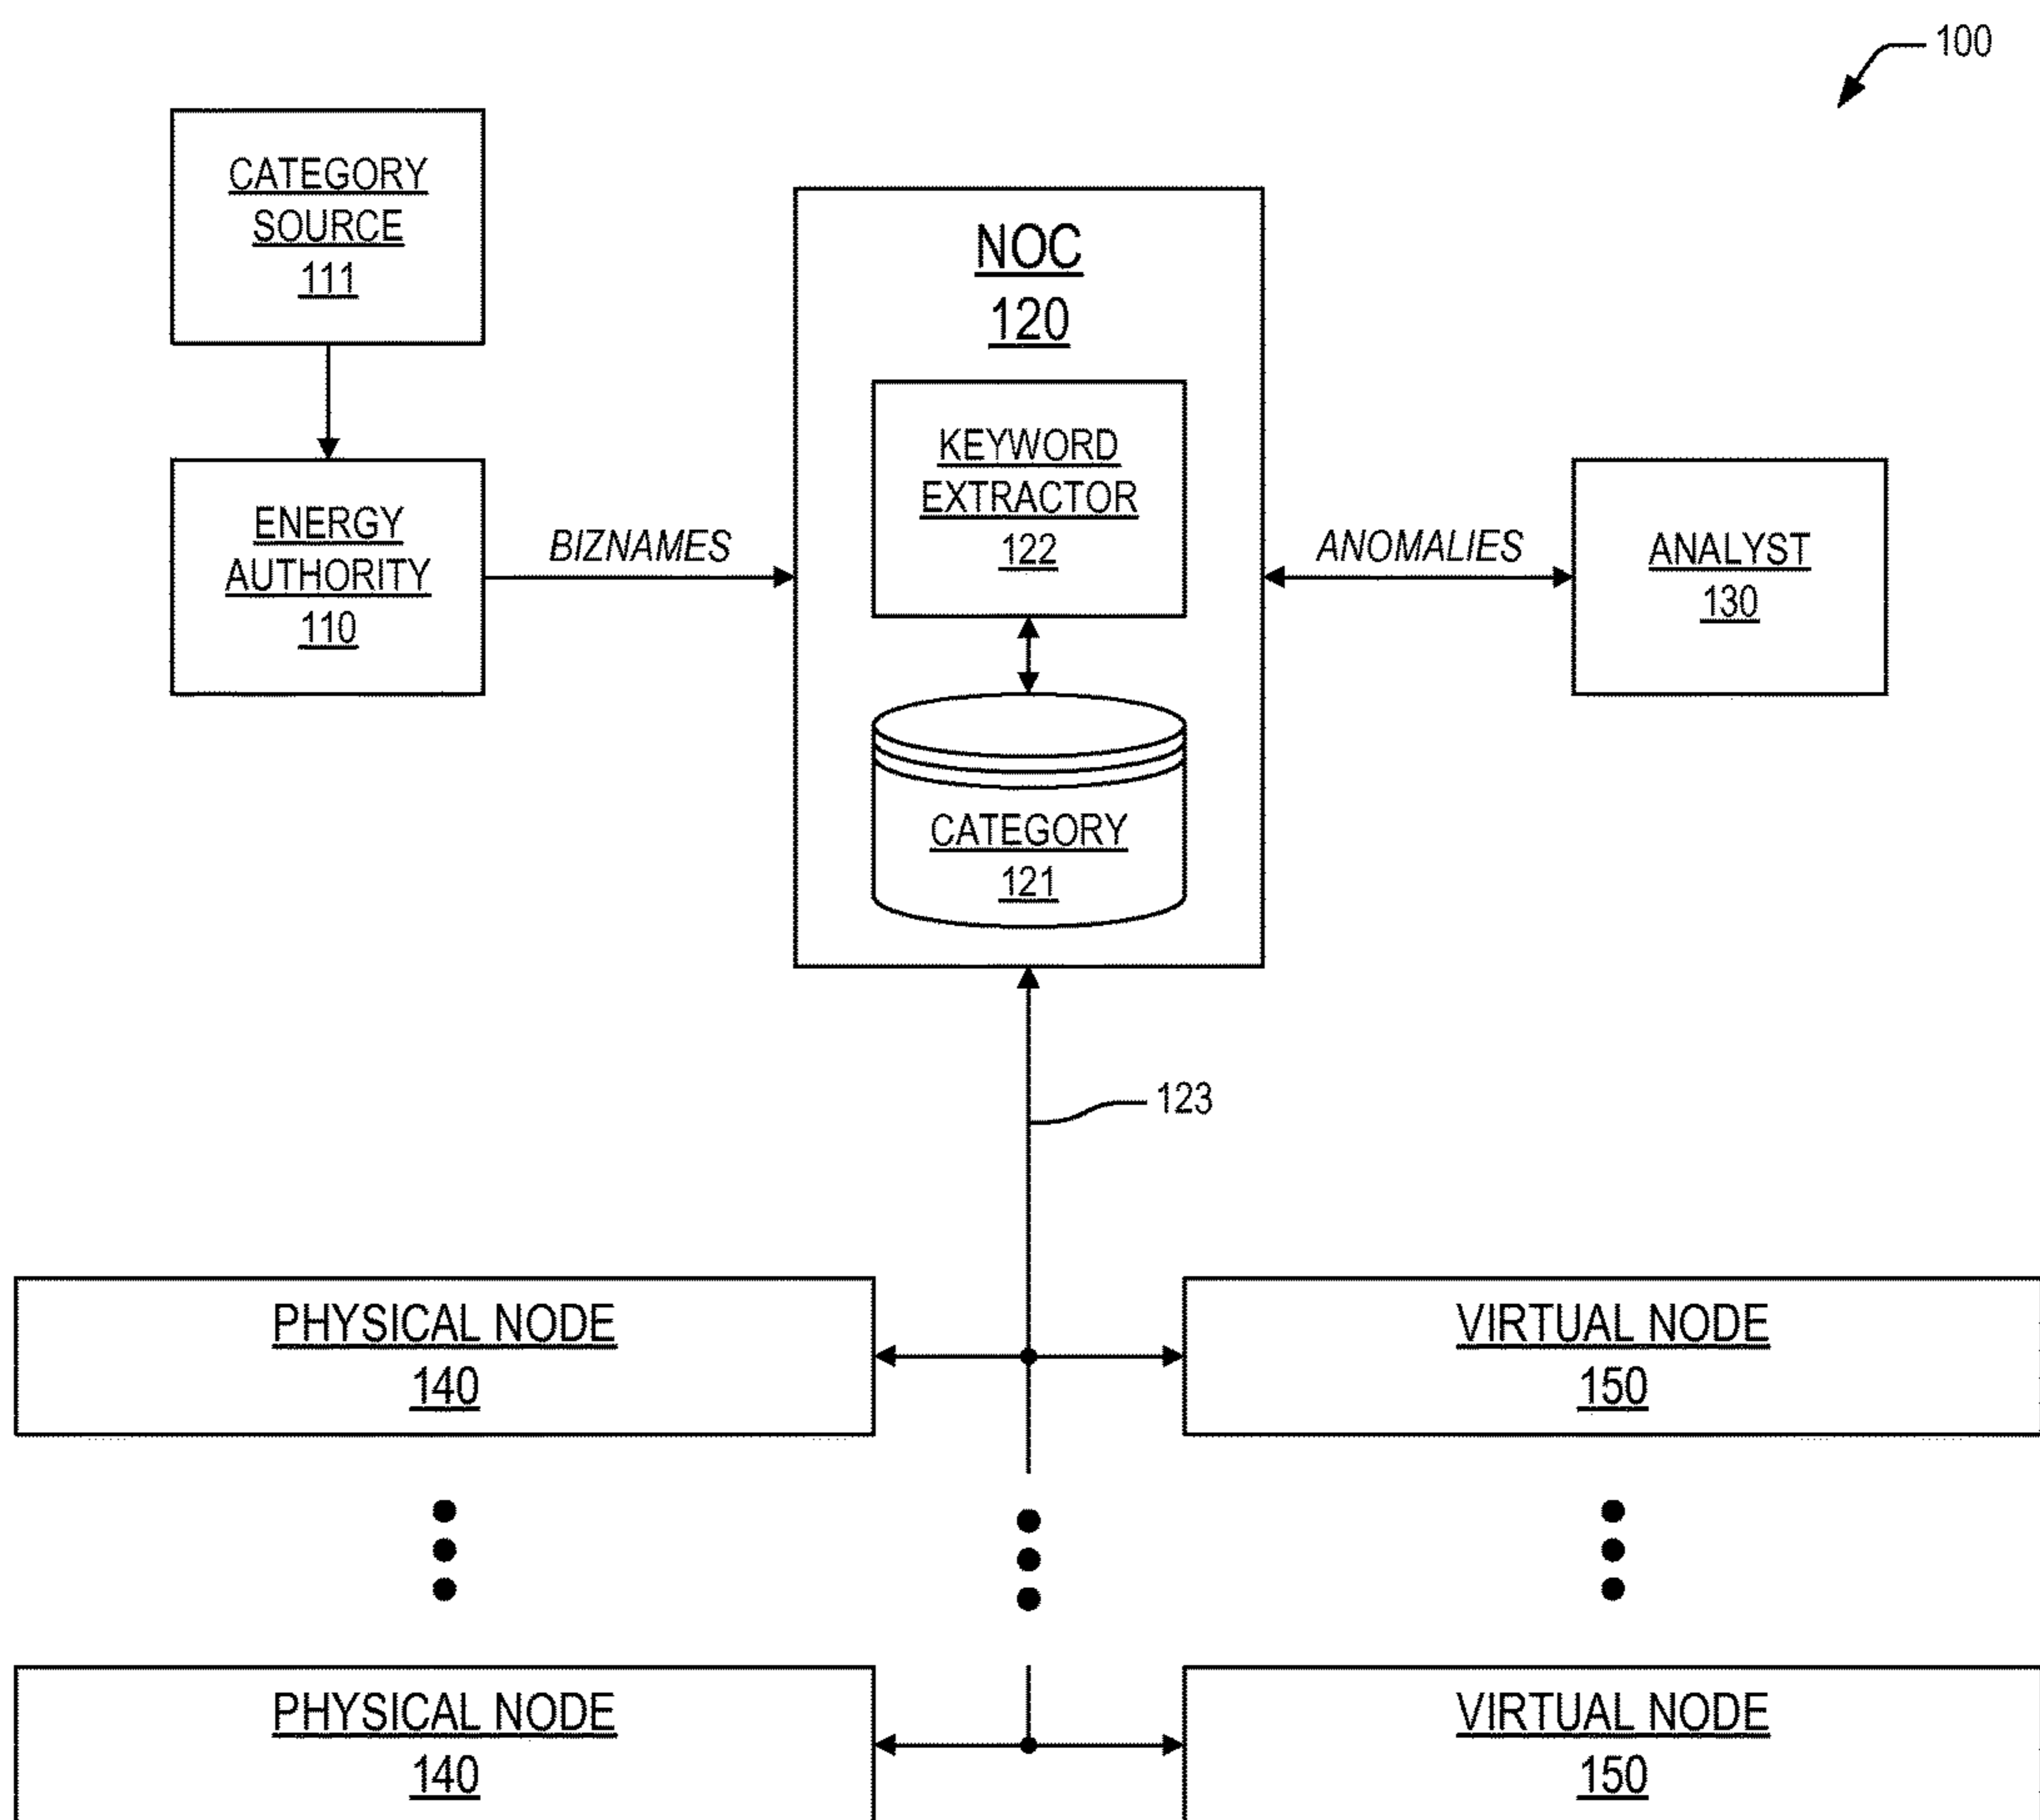 100
CATEGORY
SOURCE
111
NOC
120
KEYWORD
EXTRACTOR
122
ENERGY
AUTHORITY
110
BIZNAMES
ANOMALIES
ANALYST
130
CATEGORY
121
123
PHYSICAL NODE
140
VIRTUAL NODE
150
PHYSICAL NODE
140
VIRTUAL NODE
150